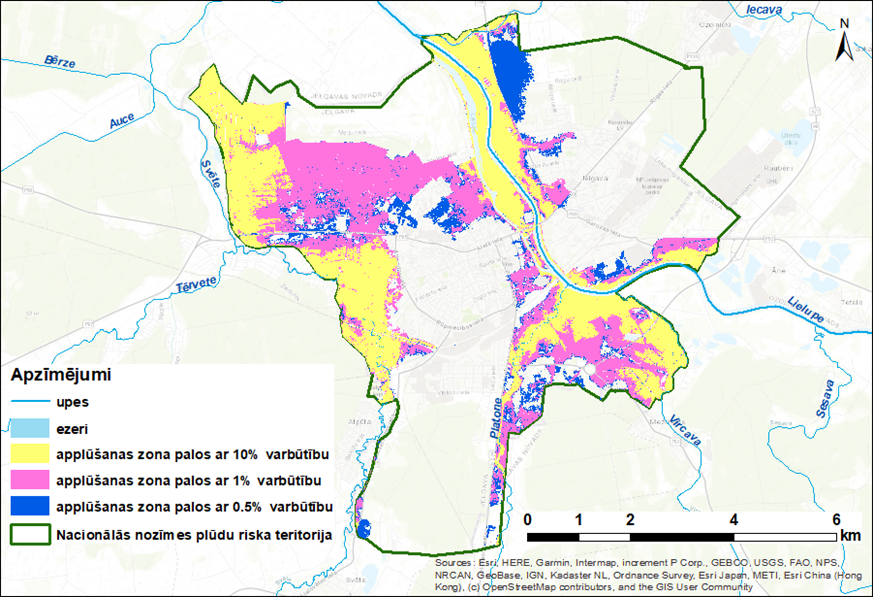 Iecava
Ozolnieki
N
Bērze
JELGAVAS NOVADS
JELGAVA
Auce
Svēte
Tērvete
Lielupe
Āne
Tetele
Sesava
Vircava
Platone
Apzīmējumi
upes
ezeri
applūšanas zona palos ar 10% varbūtību
applūšanas zona palos ar 1% varbūtību
applūšanas zona palos ar 0.5% varbūtību
Nacionālās nozīmes plūdu riska teritorija
0 1 2 4 6
km
Sources: Esri, HERE, Garmin, Intermap, increment P Corp., GEBCO, USGS, FAO, NPS,
NRCAN, GeoBase, IGN, Kadaster NL, Ordnance Survey, Esri Japan, METI, Esri China (Hong
Kong), (c) OpenStreetMap contributors, and the GIS User Community